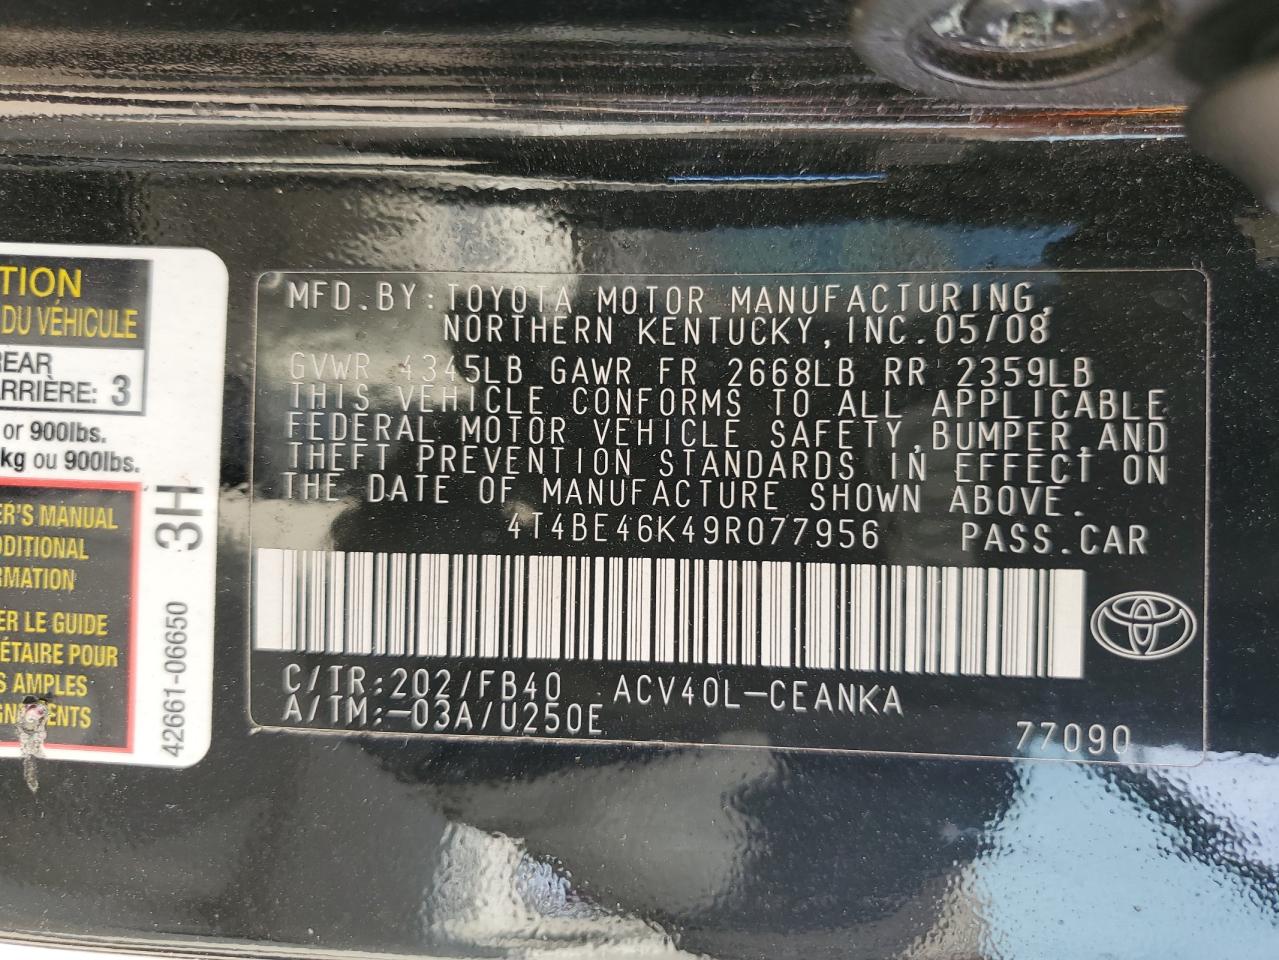 TION
DU VÉHICULE
REAR
ARRIÈRE: 3
or 900lbs.
kg ou 900lbs.
ER'S MANUAL
DDITIONAL
RMATION
ER LE GUIDE
ÉTAIRE POUR
S AMPLES
3H
42661-06650
MFD.BY:TOYOTA MOTOR MANUFACTURING,
NORTHERN KENTUCKY,INC.05/08
GVWR 4345LB GAWR FR 2668LB RR 2359LB
THIS VEHICLE CONFORMS TO ALL APPLICABLE
FEDERAL MOTOR VEHICLE SAFETY,BUMPER,AND
THEFT PREVENTION STANDARDS IN EFFECT ON
THE DATE OF MANUFACTURE SHOWN ABOVE.
4T4BE46K49R077956 PASS.CAR
C/TR:202/FB40 ACV40L-CEANKA
A/TM:-03A/U250E
77090